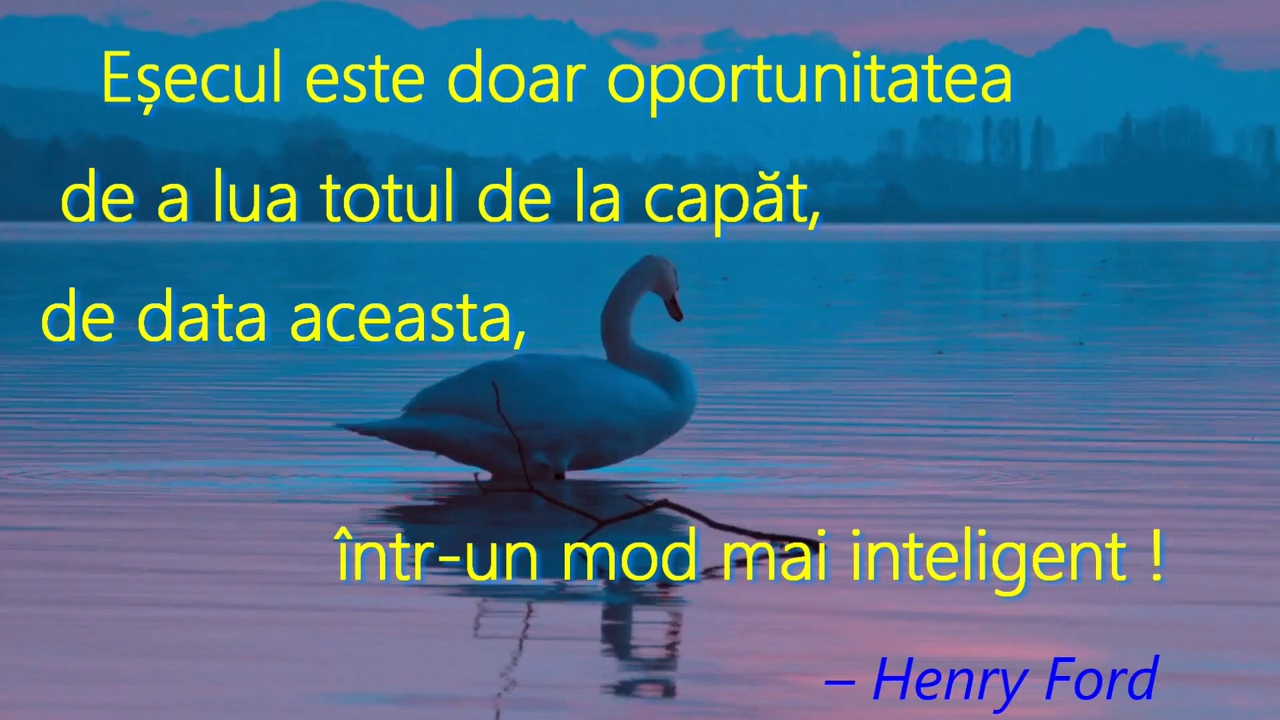 Eșecul este doar oportunitatea
de a lua totul de la capăt,
de data aceasta,
într-un mod mai inteligent !
– Henry Ford